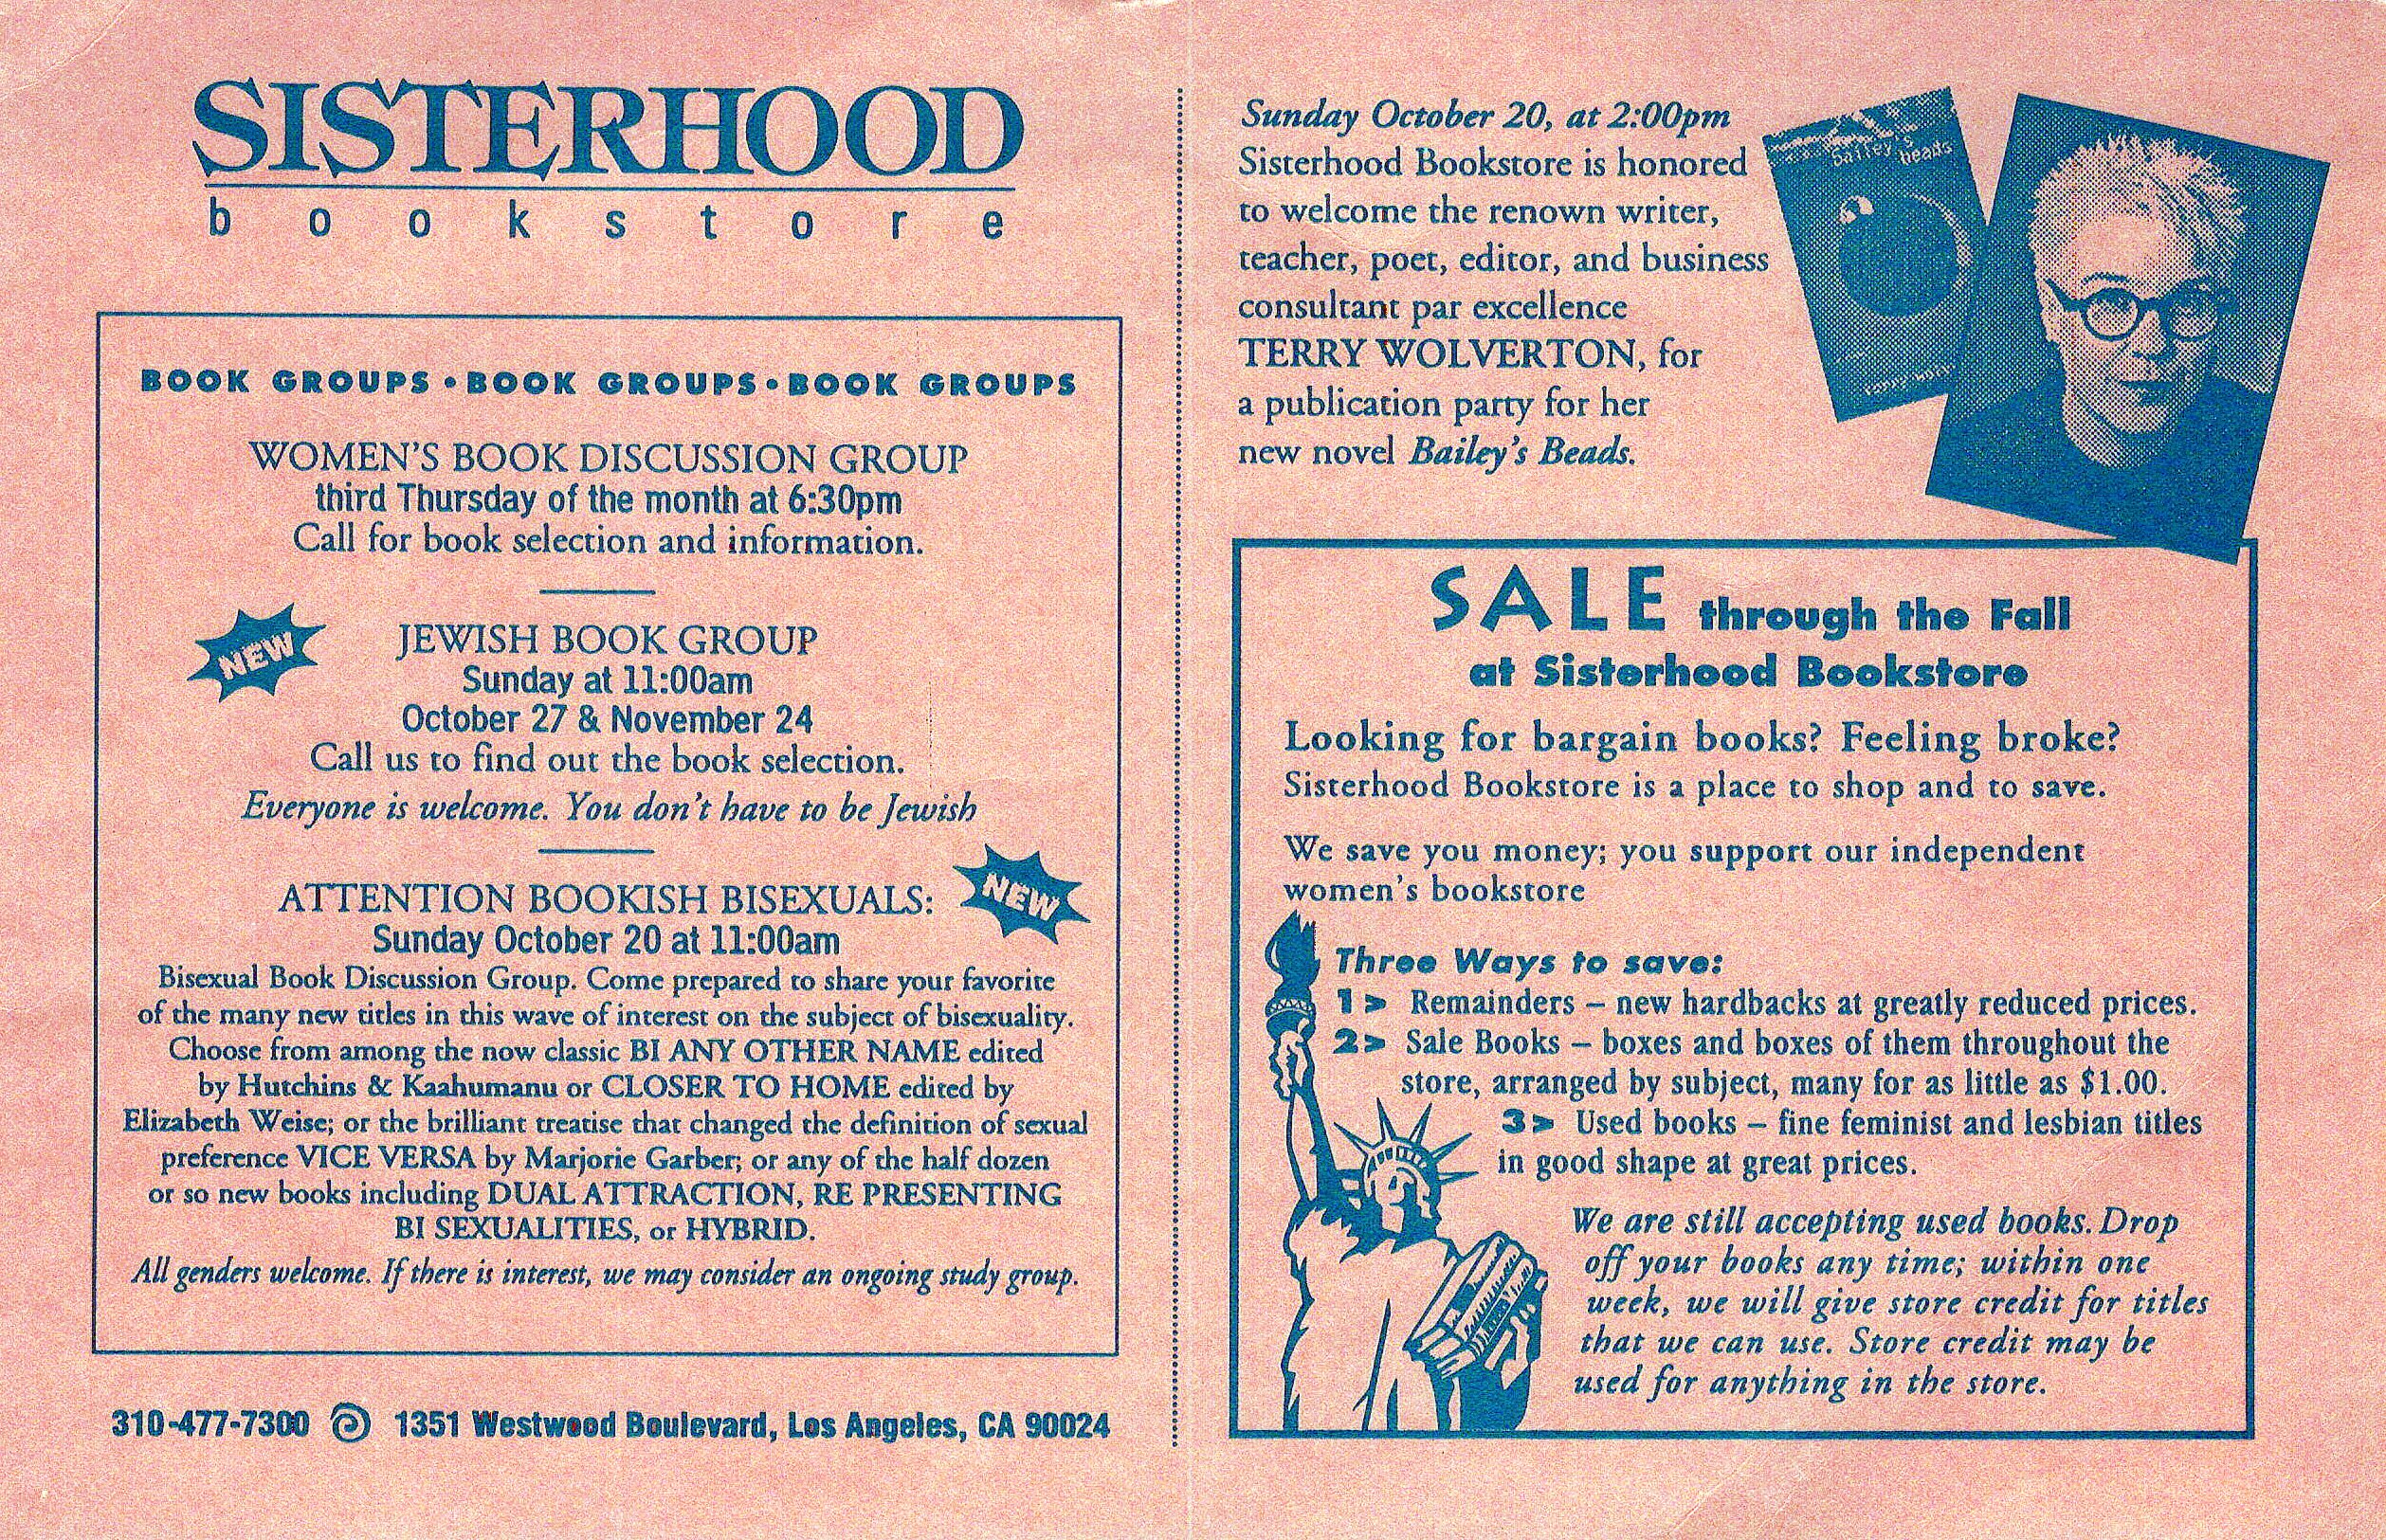 SISTERHOOD
bookstore
BOOK GROUPS • BOOK GROUPS • BOOK GROUPS
WOMEN'S BOOK DISCUSSION GROUP
third Thursday of the month at 6:30pm
Call for book selection and information.
NEW
JEWISH BOOK GROUP
Sunday at 11:00am
October 27 & November 24
Call us to find out the book selection.
Everyone is welcome. You don't have to be Jewish
NEW
ATTENTION BOOKISH BISEXUALS:
Sunday October 20 at 11:00am
Bisexual Book Discussion Group. Come prepared to share your favorite
of the many new titles in this wave of interest on the subject of bisexuality.
Choose from among the now classic BI ANY OTHER NAME edited
by Hutchins & Kaahumanu or CLOSER TO HOME edited by
Elizabeth Weise; or the brilliant treatise that changed the definition of sexual
preference VICE VERSA by Marjorie Garber; or any of the half dozen
or so new books including DUAL ATTRACTION, RE PRESENTING
BI SEXUALITIES, or HYBRID.
All genders welcome. If there is interest, we may consider an ongoing study group.
310-477-7300 1351 Westwood Boulevard, Los Angeles, CA 90024
Sunday October 20, at 2:00pm
Sisterhood Bookstore is honored
to welcome the renown writer,
teacher, poet, editor, and business
consultant par excellence
TERRY WOLVERTON, for
a publication party for her
new novel Bailey's Beads.
bailey's
beads
SALE through the Fall
at Sisterhood Bookstore
Looking for bargain books? Feeling broke?
Sisterhood Bookstore is a place to shop and to save.
We save you money; you support our independent
women's bookstore
Three Ways to save:
1> Remainders – new hardbacks at greatly reduced prices.
2> Sale Books – boxes and boxes of them throughout the
store, arranged by subject, many for as little as $1.00.
3> Used books – fine feminist and lesbian titles
in good shape at great prices.
We are still accepting used books. Drop
off your books any time; within one
week, we will give store credit for titles
that we can use. Store credit may be
used for anything in the store.